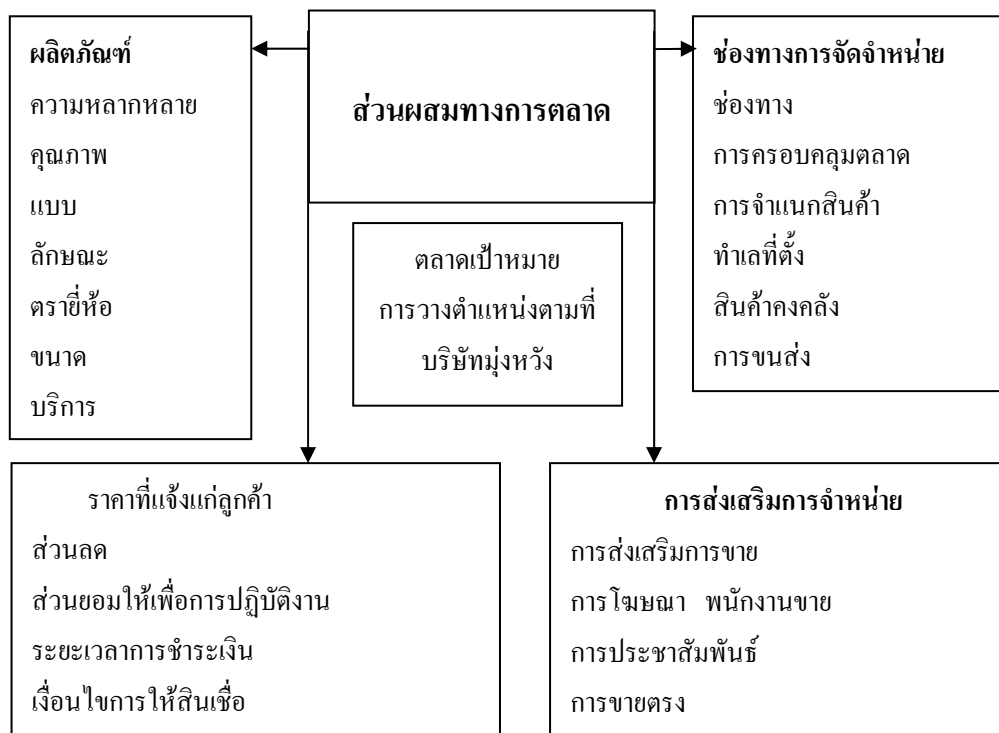 ผลิตภัณฑ์
ความหลากหลาย
คุณภาพ
แบบ
ลักษณะ
ตรายี่ห้อ
ขนาด
บริการ
ส่วนผสมทางการตลาด
ตลาดเป้าหมาย
การวางตำแหน่งตามที่
บริษัทมุ่งหวัง
ช่องทางการจัดจำหน่าย
ช่องทาง
การครอบคลุมตลาด
การจำแนกสินค้า
ทำเลที่ตั้ง
สินค้าคงคลัง
การขนส่ง
ราคาที่แจ้งแก่ลูกค้า
ส่วนลด
ส่วนยอมให้เพื่อการปฏิบัติงาน
ระยะเวลาการชำระเงิน
เงื่อนไขการให้สินเชื่อ
การส่งเสริมการจำหน่าย
การส่งเสริมการขาย
การโฆษณา พนักงานขาย
การประชาสัมพันธ์
การขายตรง